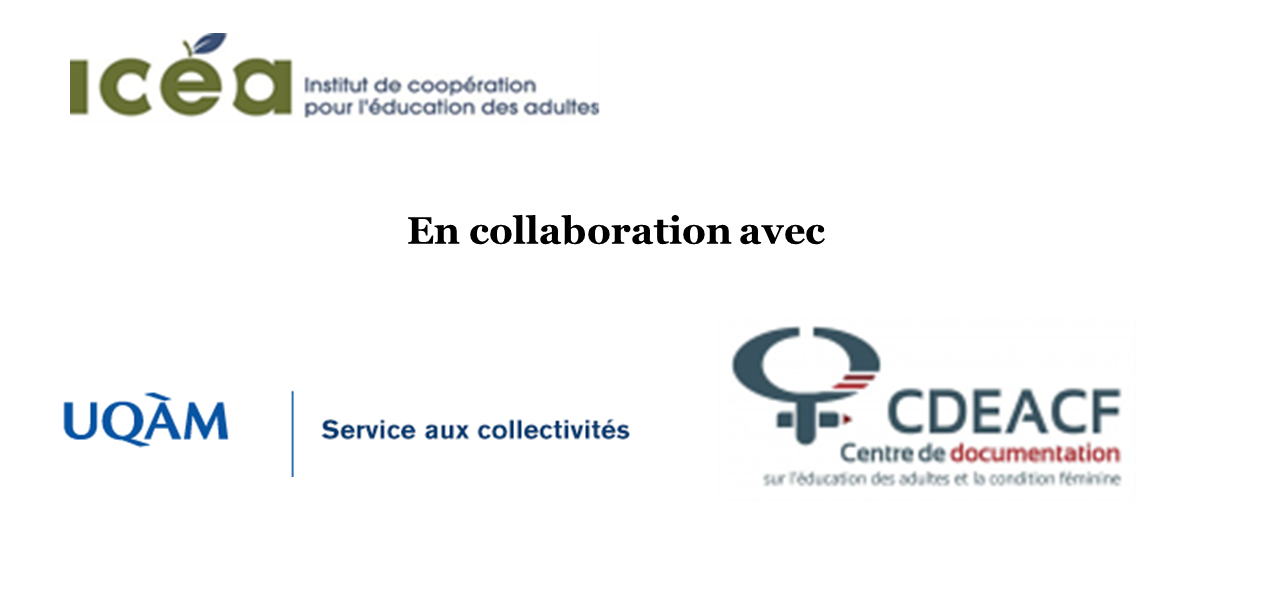 ıcéa
Institut de coopération
pour l'éducation des adultes
En collaboration avec
UQÀM
Service aux collectivités
CDEACF
Centre de documentation
sur l'éducation des adultes et la condition féminine